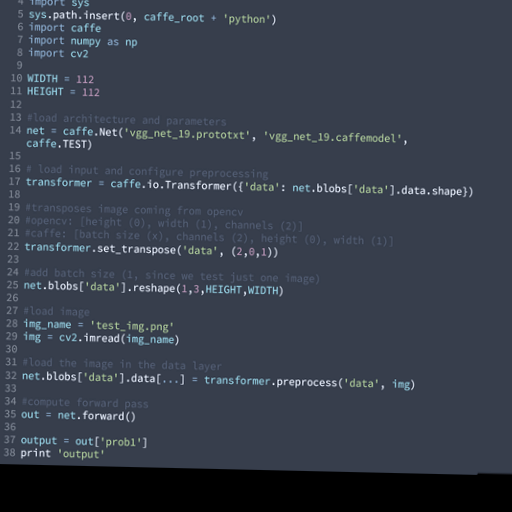 4 import sys
5 sys.path.insert(0, caffe_root + 'python')
6 import caffe
7 import numpy as np
8 import cv2
9
10 WIDTH = 112
11 HEIGHT = 112
12
13 #load architecture and parameters
14 net = caffe.Net('vgg_net_19.prototxt', 'vgg_net_19.caffemodel',
caffe.TEST)
15
16 # load input and configure preprocessing
17 transformer = caffe.io.Transformer({'data': net.blobs['data'].data.shape})
18
19 #transposes image coming from opencv
20 #opencv: [height (0), width (1), channels (2)]
21 #caffe: [batch size (x), channels (2), height (0), width (1)]
22 transformer.set_transpose('data', (2,0,1))
23
24 #add batch size (1, since we test just one image)
25 net.blobs['data'].reshape(1,3,HEIGHT,WIDTH)
26
27 #load image
28 img_name = 'test_img.png'
29 img = cv2.imread(img_name)
30
31 #load the image in the data layer
32 net.blobs['data'].data[...] = transformer.preprocess('data', img)
33
34 #compute forward pass
35 out = net.forward()
36
37 output = out['prob1']
38 print 'output'